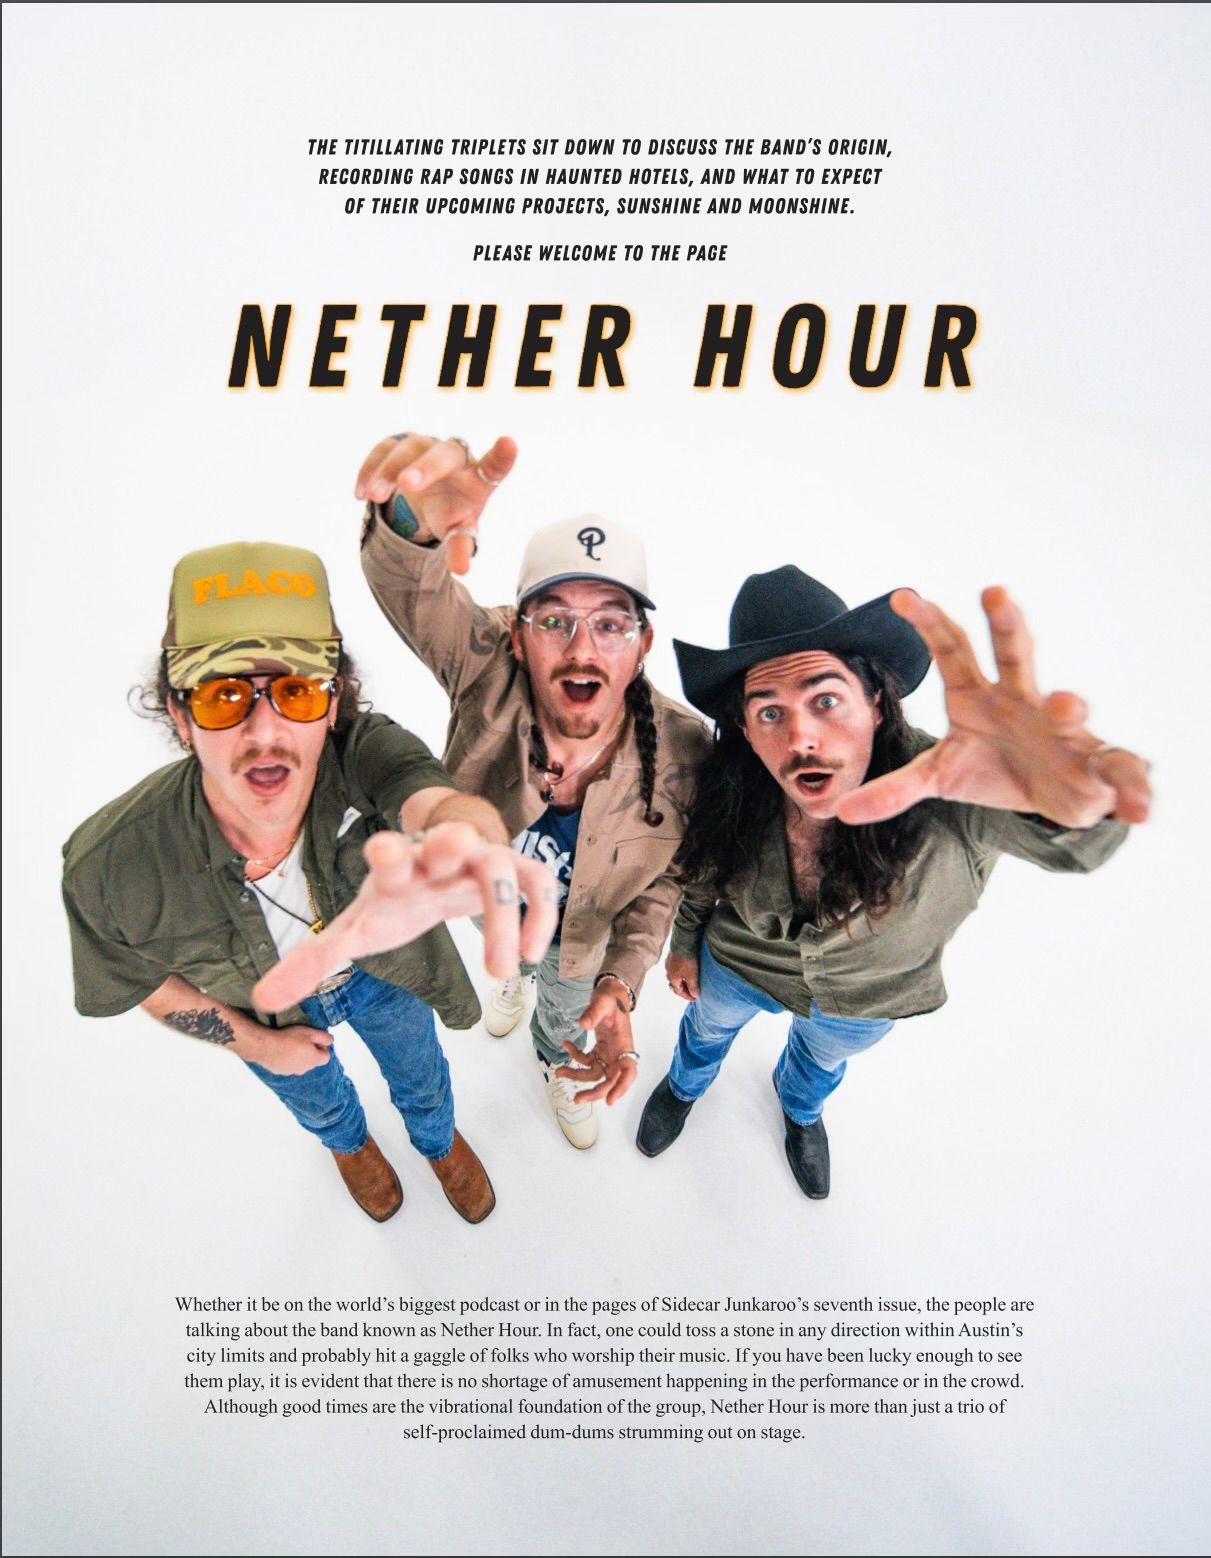 THE TITILLATING TRIPLETS SIT DOWN TO DISCUSS THE BAND'S ORIGIN,
RECORDING RAP SONGS IN HAUNTED HOTELS, AND WHAT TO EXPECT
OF THEIR UPCOMING PROJECTS, SUNSHINE AND MOONSHINE.
PLEASE WELCOME TO THE PAGE
NETHER HOUR
P
FLACO
Whether it be on the world’s biggest podcast or in the pages of Sidecar Junkaroo’s seventh issue, the people are
talking about the band known as Nether Hour. In fact, one could toss a stone in any direction within Austin’s
city limits and probably hit a gaggle of folks who worship their music. If you have been lucky enough to see
them play, it is evident that there is no shortage of amusement happening in the performance or in the crowd.
Although good times are the vibrational foundation of the group, Nether Hour is more than just a trio of
self-proclaimed dum-dums strumming out on stage.